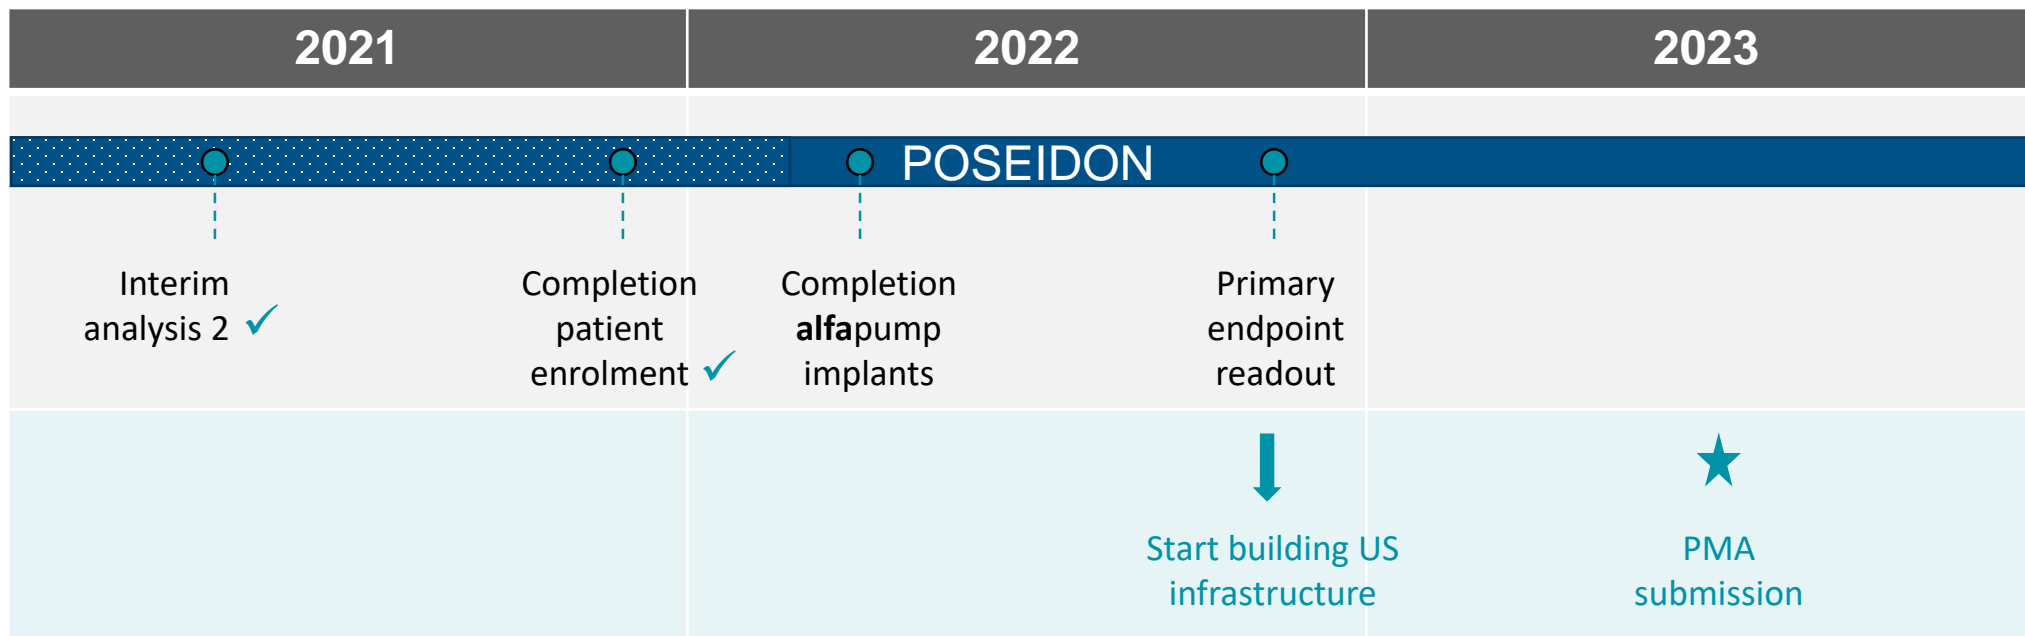 2021
2022
2023
POSEIDON
Interim
analysis 2
Completion
patient
enrolment
Completion
alfapump
implants
Primary
endpoint
readout
Start building US
infrastructure
PMA
submission